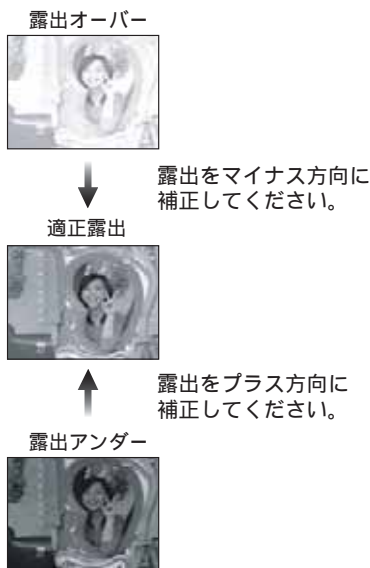 露出オーバー
露出をマイナス方向に
補正してください。
適正露出
露出をプラス方向に
補正してください。
露出アンダー